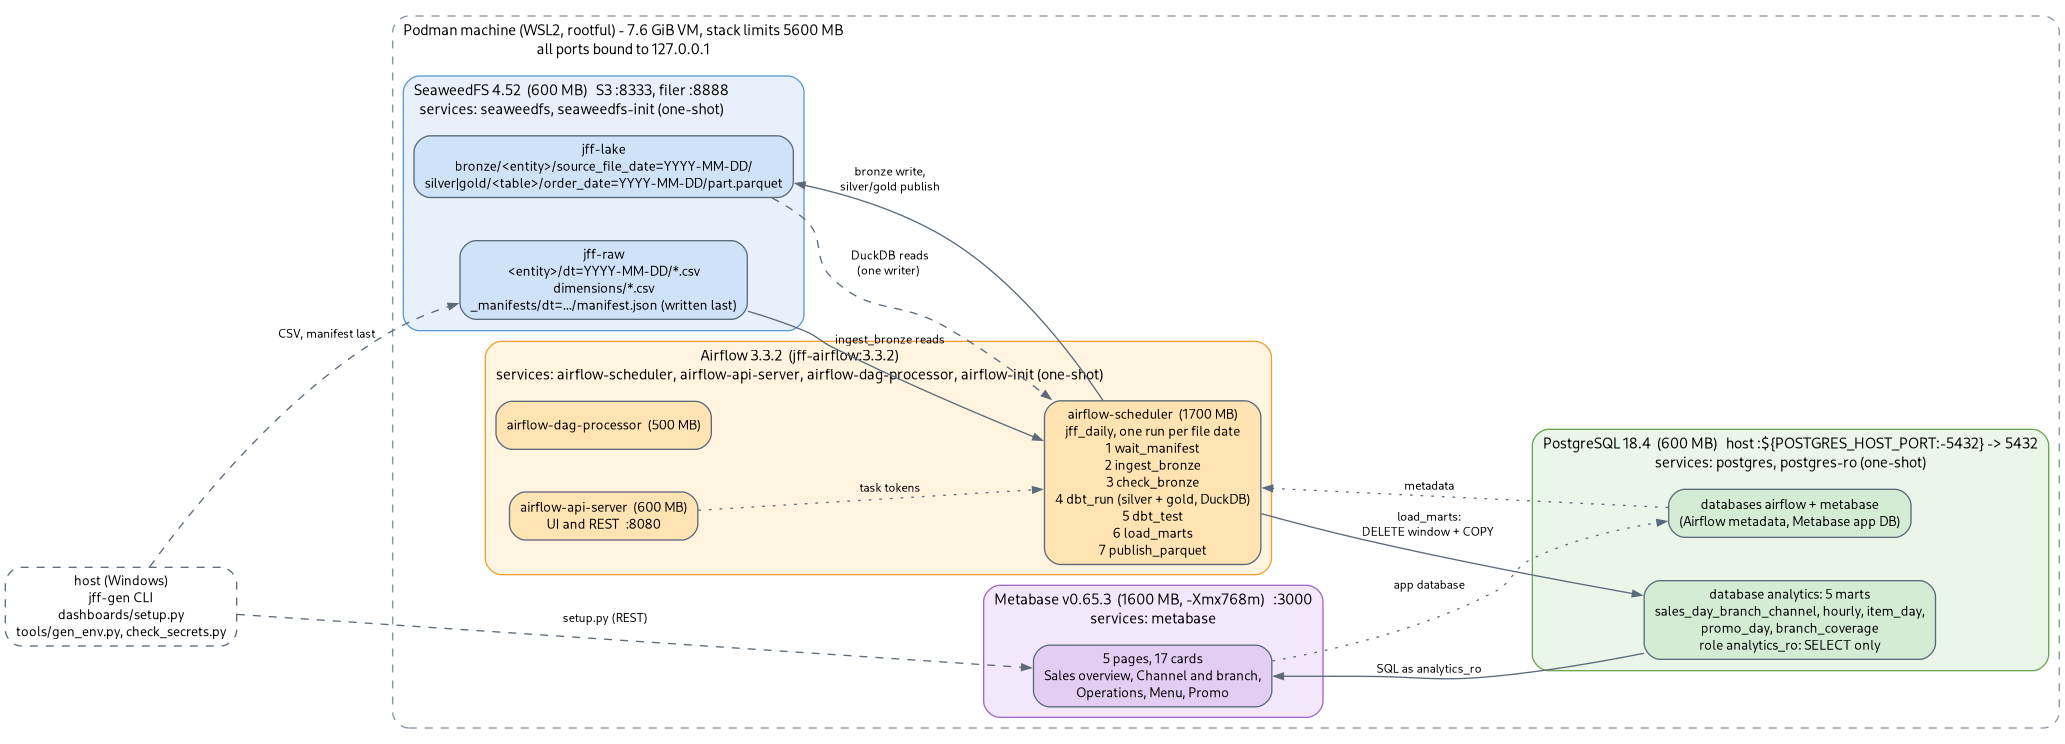 Podman machine (WSL2, rootful) - 7.6 GiB VM, stack limits 5600 MB
all ports bound to 127.0.0.1
SeaweedFS 4.52 (600 MB) S3 :8333, filer :8888
services: seaweedfs, seaweedfs-init (one-shot)
jff-lake
bronze/<entity>/source_file_date=YYYY-MM-DD/
silver|gold/<table>/order_date=YYYY-MM-DD/part.parquet
bronze write,
silver/gold publish
jff-raw
<entity>/dt=YYYY-MM-DD/*.csv
dimensions/*.csv
_manifests/dt=.../manifest.json (written last)
DuckDB reads
(one writer)
CSV, manifest last
ingest_bronze reads
Airflow 3.3.2 (jff-airflow:3.3.2)
services: airflow-scheduler, airflow-api-server, airflow-dag-processor, airflow-init (one-shot)
airflow-dag-processor (500 MB)
airflow-api-server (600 MB)
UI and REST :8080
task tokens
airflow-scheduler (1700 MB)
jff_daily, one run per file date
1 wait_manifest
2 ingest_bronze
3 check_bronze
4 dbt_run (silver + gold, DuckDB)
5 dbt_test
6 load_marts
7 publish_parquet
PostgreSQL 18.4 (600 MB) host :${POSTGRES_HOST_PORT:-5432} -> 5432
services: postgres, postgres-ro (one-shot)
metadata
databases airflow + metabase
(Airflow metadata, Metabase app DB)
load_marts:
DELETE window + COPY
app database
database analytics: 5 marts
sales_day_branch_channel, hourly, item_day,
promo_day, branch_coverage
role analytics_ro: SELECT only
host (Windows)
jff-gen CLI
dashboards/setup.py
tools/gen_env.py, check_secrets.py
setup.py (REST)
Metabase v0.65.3 (1600 MB, -Xmx768m) :3000
services: metabase
5 pages, 17 cards
Sales overview, Channel and branch,
Operations, Menu, Promo
SQL as analytics_ro